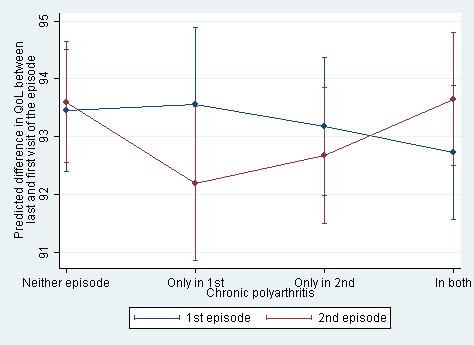 Predicted difference in QoL between
last and first visit of the episode
95
94
93
92
91
Neither episode
Only in 1st
Only in 2nd
In both
Chronic polyarthritis
1st episode
2nd episode